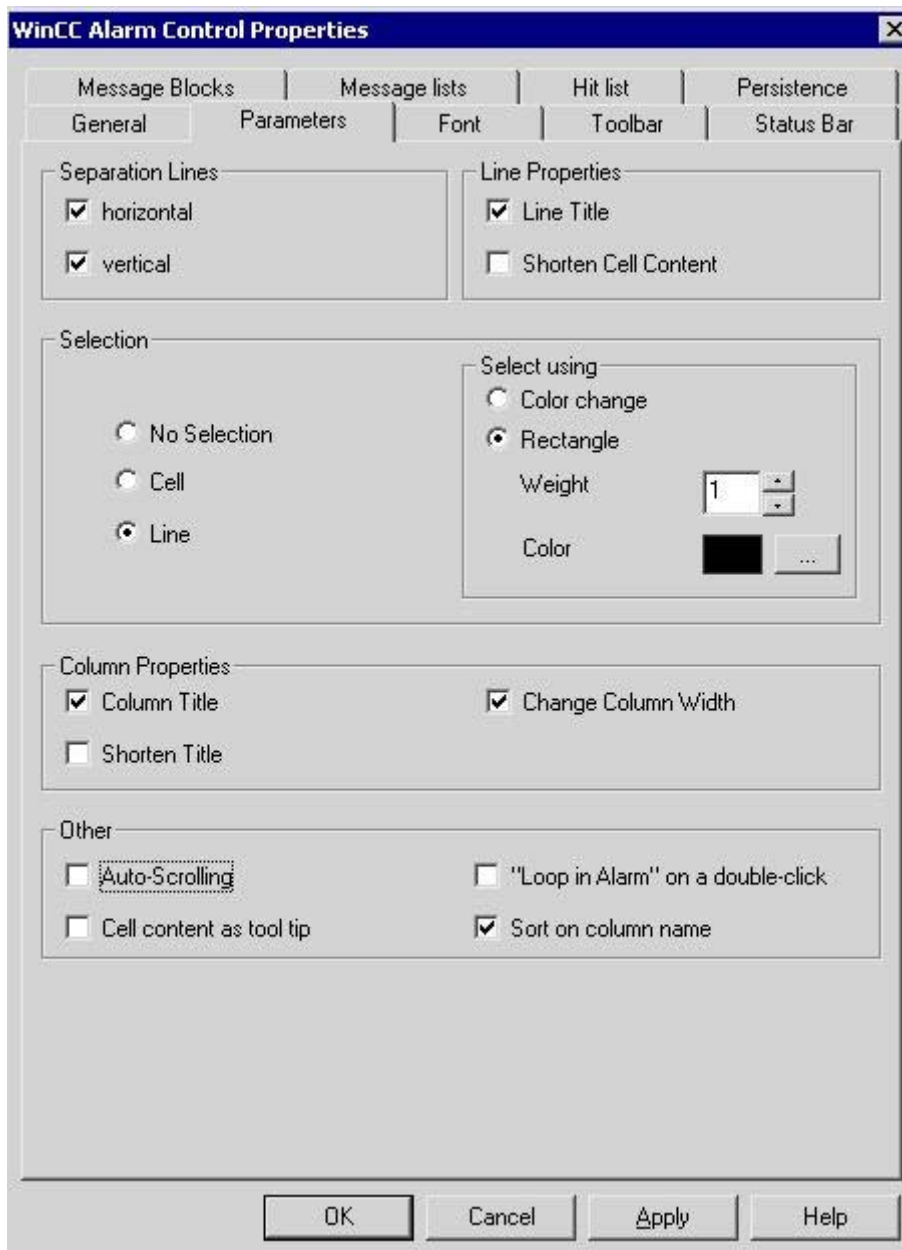 WinCC Alarm Control Properties
Message Blocks
Message lists
Hit list
Persistence
General
Parameters
Font
Toolbar
Status Bar
Separation Lines
horizontal
vertical
Line Properties
Line Title
Shorten Cell Content
Selection
No Selection
Cell
Line
Select using
Color change
Rectangle
Weight
1
Color
...
Column Properties
Column Title
Change Column Width
Shorten Title
Other
Auto-Scrolling
"Loop in Alarm" on a double-click
Cell content as tool tip
Sort on column name
OK
Cancel
Apply
Help